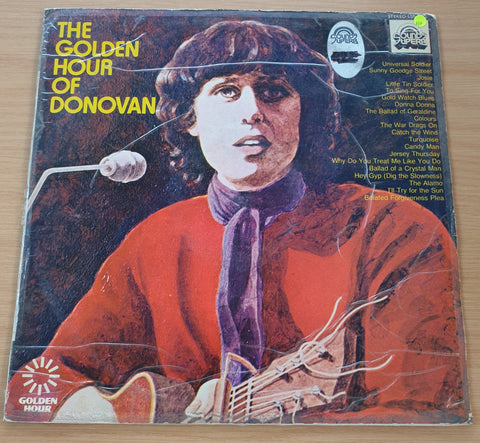 THE
GOLDEN
HOUR
OF
DONOVAN
STEREO
Universal Soldier
Sunny Goodge Street
Josie
Little Tin Soldier
To Sing For You
Gold Watch Blues
Donna Donna
The Ballad of Geraldine
Colours
The War Drags On
Catch the Wind
Turquoise
Candy Man
Jersey Thursday
Why Do You Treat Me Like You Do
Ballad of a Crystal Man
Hey Gyp (Dig the Slowness)
The Alamo
I'll Try for the Sun
Belated Forgiveness Plea
GOLDEN
HOUR